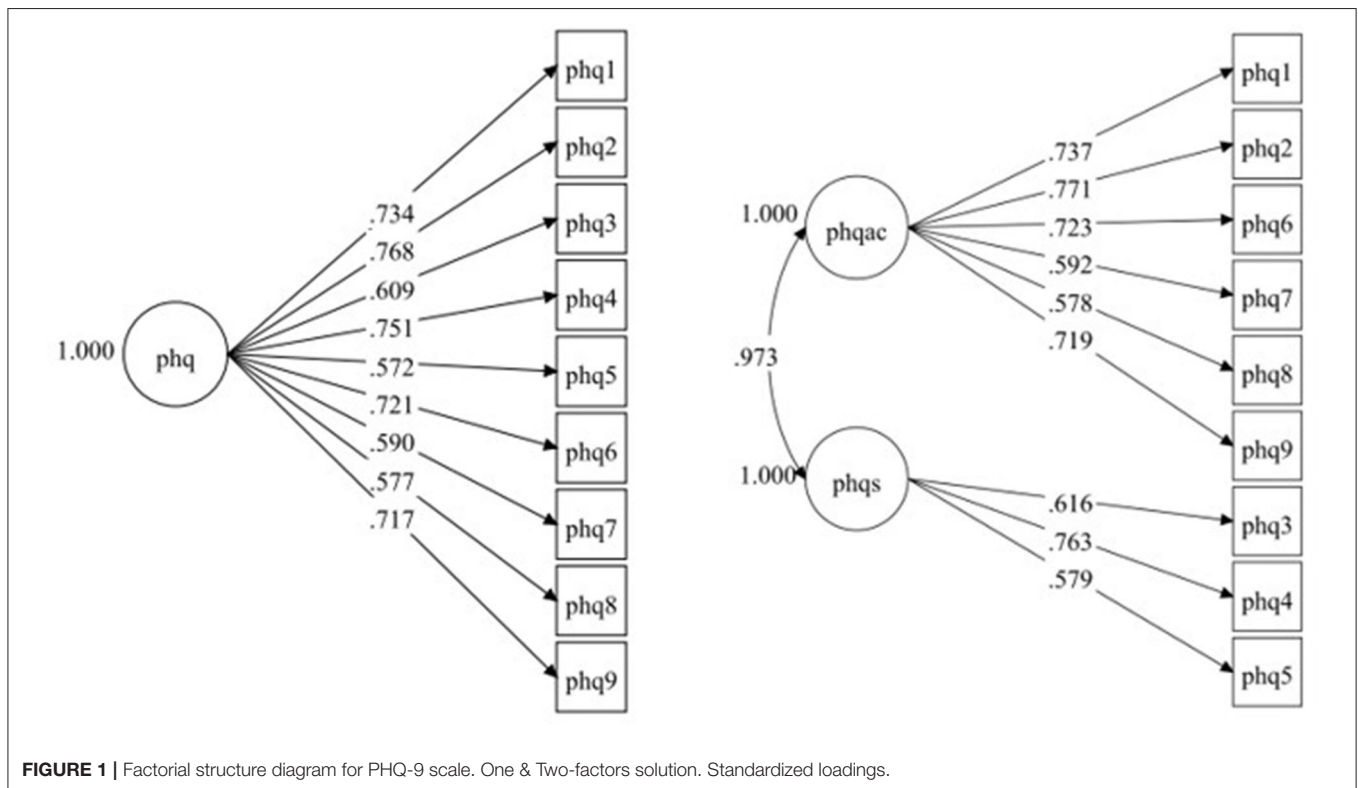 phq
1.000
.734
.768
.609
.751
.572
.721
.590
.577
.717
phq1
phq2
phq3
phq4
phq5
phq6
phq7
phq8
phq9
1.000
phqac
.973
1.000
phqs
.737
.771
.723
.592
.578
.719
.616
.763
.579
phq1
phq2
phq6
phq7
phq8
phq9
phq3
phq4
phq5
FIGURE 1 | Factorial structure diagram for PHQ-9 scale. One & Two-factors solution. Standardized loadings.